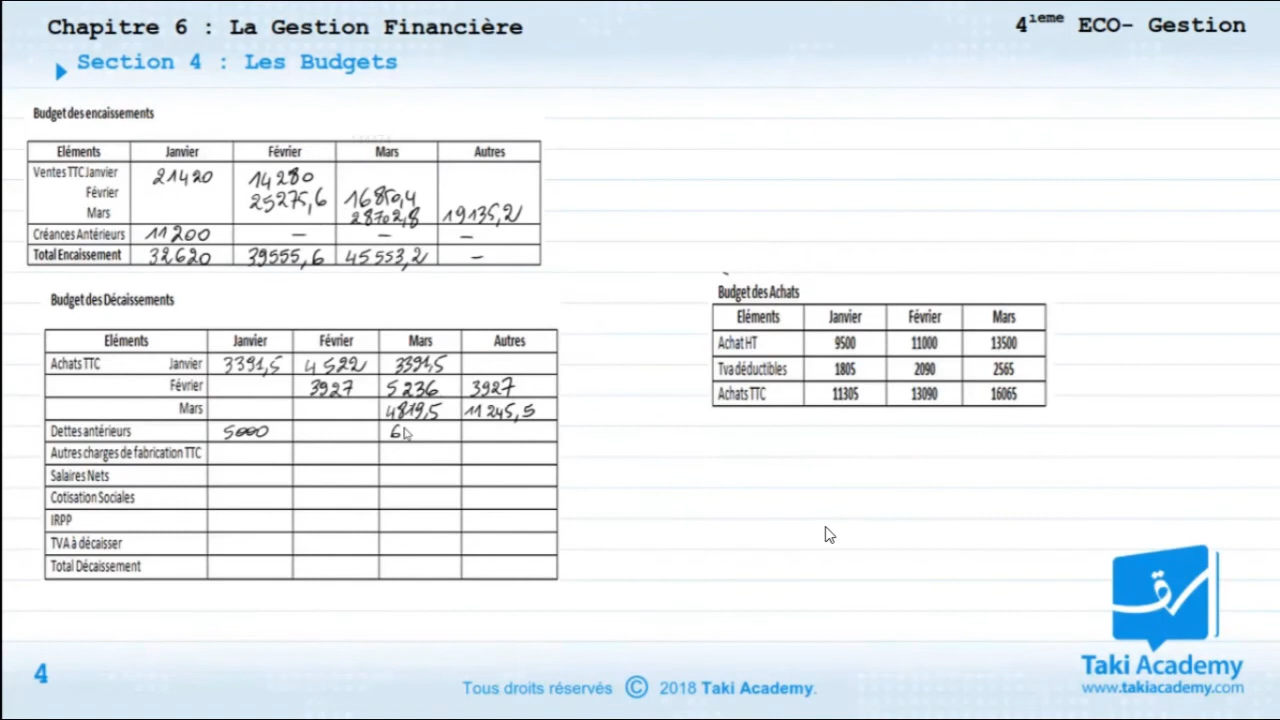 Chapitre 6 : La Gestion Financière
4ieme ECO- Gestion
Section 4 : Les Budgets
Budget des encaissements
Eléments Janvier Février Mars Autres
Ventes TTC Janvier 21420 14280
Février 25275,6 16850,4
Mars 28702,8 19135,2
Créances Antérieurs 11200 – – –
Total Encaissement 32620 39555,6 45553,2 –
Budget des Décaissements
Eléments Janvier Février Mars Autres
Achats TTC Janvier 3391,5 4522 3391,5
Février 3927 5236 3927
Mars 4819,5 11245,5
Dettes antérieurs 5000 6
Autres charges de fabrication TTC
Salaires Nets
Cotisation Sociales
IRPP
TVA à décaisser
Total Décaissement
Budget des Achats
Eléments Janvier Février Mars
Achat HT 9500 11000 13500
Tva déductibles 1805 2090 2565
Achats TTC 11305 13090 16065
Taki Academy
www.takiacademy.com
4
Tous droits réservés © 2018 Taki Academy.